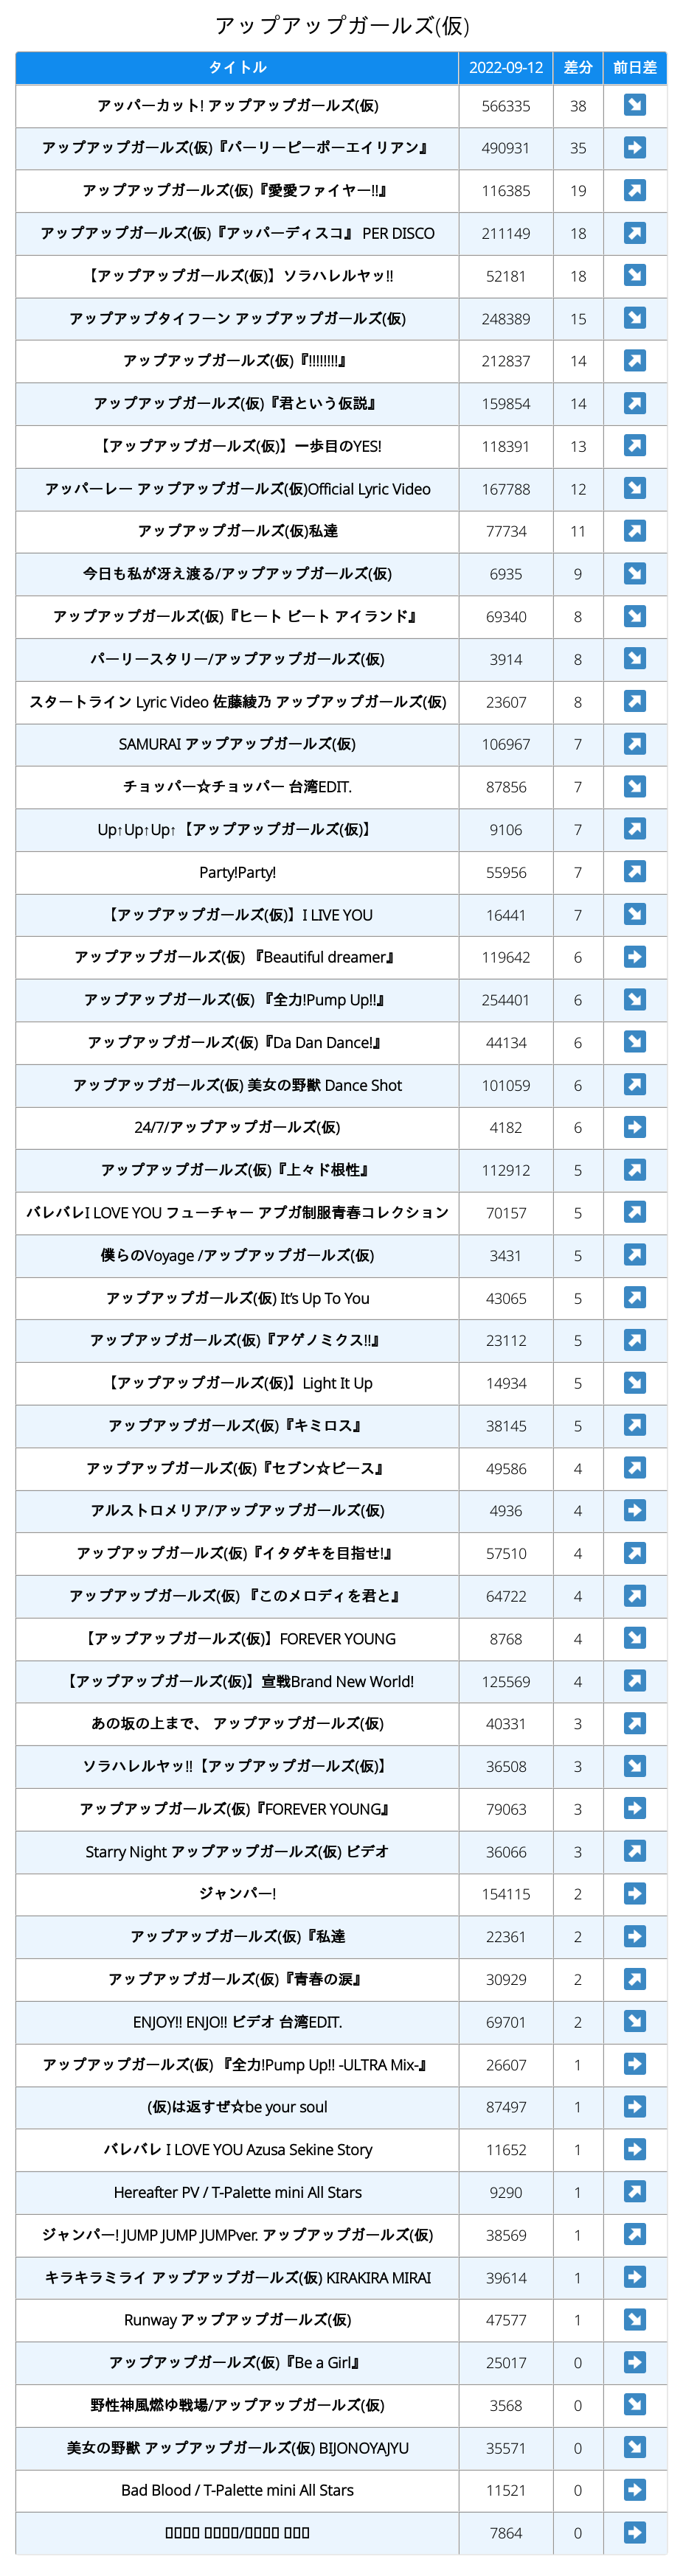 アップアップガールズ(仮)
タイトル 2022-09-12 差分 前日差
アッパーカット! アップアップガールズ(仮) 566335 38 ↘
アップアップガールズ(仮)『パーリーピーポーエイリアン』 490931 35 ➡
アップアップガールズ(仮)『愛愛ファイヤー!!』 116385 19 ↗
アップアップガールズ(仮)『アッパーディスコ』 PER DISCO 211149 18 ↗
【アップアップガールズ(仮)】ソラハレルヤッ!! 52181 18 ↘
アップアップタイフーン アップアップガールズ(仮) 248389 15 ↘
アップアップガールズ(仮)『!!!!!!!!』 212837 14 ↗
アップアップガールズ(仮)『君という仮説』 159854 14 ↗
【アップアップガールズ(仮)】一歩目のYES! 118391 13 ↗
アッパーレー アップアップガールズ(仮)Official Lyric Video 167788 12 ↘
アップアップガールズ(仮)私達 77734 11 ↗
今日も私が冴え渡る/アップアップガールズ(仮) 6935 9 ↘
アップアップガールズ(仮)『ヒート ビート アイランド』 69340 8 ↘
パーリースタリー/アップアップガールズ(仮) 3914 8 ↘
スタートライン Lyric Video 佐藤綾乃 アップアップガールズ(仮) 23607 8 ↗
SAMURAI アップアップガールズ(仮) 106967 7 ↗
チョッパー☆チョッパー 台湾EDIT. 87856 7 ↘
Up↑Up↑Up↑【アップアップガールズ(仮)】 9106 7 ↗
Party!Party! 55956 7 ↗
【アップアップガールズ(仮)】I LIVE YOU 16441 7 ↘
アップアップガールズ(仮) 『Beautiful dreamer』 119642 6 ➡
アップアップガールズ(仮) 『全力!Pump Up!!』 254401 6 ↘
アップアップガールズ(仮)『Da Dan Dance!』 44134 6 ↘
アップアップガールズ(仮) 美女の野獣 Dance Shot 101059 6 ↗
24/7/アップアップガールズ(仮) 4182 6 ➡
アップアップガールズ(仮)『上々ド根性』 112912 5 ↗
バレバレI LOVE YOU フューチャー アプガ制服青春コレクション 70157 5 ↗
僕らのVoyage /アップアップガールズ(仮) 3431 5 ↗
アップアップガールズ(仮) It's Up To You 43065 5 ↗
アップアップガールズ(仮)『アゲノミクス!!』 23112 5 ↗
【アップアップガールズ(仮)】Light It Up 14934 5 ↘
アップアップガールズ(仮)『キミロス』 38145 5 ↗
アップアップガールズ(仮)『セブン☆ピース』 49586 4 ↗
アルストロメリア/アップアップガールズ(仮) 4936 4 ➡
アップアップガールズ(仮)『イタダキを目指せ!』 57510 4 ↗
アップアップガールズ(仮) 『このメロディを君と』 64722 4 ↗
【アップアップガールズ(仮)】FOREVER YOUNG 8768 4 ↘
【アップアップガールズ(仮)】宣戦Brand New World! 125569 4 ↗
あの坂の上まで、 アップアップガールズ(仮) 40331 3 ↗
ソラハレルヤッ!!【アップアップガールズ(仮)】 36508 3 ↘
アップアップガールズ(仮)『FOREVER YOUNG』 79063 3 ➡
Starry Night アップアップガールズ(仮) ビデオ 36066 3 ↗
ジャンパー! 154115 2 ➡
アップアップガールズ(仮)『私達 22361 2 ➡
アップアップガールズ(仮)『青春の涙』 30929 2 ↗
ENJOY!! ENJO!! ビデオ 台湾EDIT. 69701 2 ↘
アップアップガールズ(仮) 『全力!Pump Up!! -ULTRA Mix-』 26607 1 ➡
(仮)は返すぜ☆be your soul 87497 1 ➡
バレバレ I LOVE YOU Azusa Sekine Story 11652 1 ➡
Hereafter PV / T-Palette mini All Stars 9290 1 ↗
ジャンパー! JUMP JUMP JUMPver. アップアップガールズ(仮) 38569 1 ↗
キラキラミライ アップアップガールズ(仮) KIRAKIRA MIRAI 39614 1 ➡
Runway アップアップガールズ(仮) 47577 1 ↘
アップアップガールズ(仮)『Be a Girl』 25017 0 ➡
野性神風燃ゆ戦場/アップアップガールズ(仮) 3568 0 ↘
美女の野獣 アップアップガールズ(仮) BIJONOYAJYU 35571 0 ↘
Bad Blood / T-Palette mini All Stars 11521 0 ➡
7864 0 ➡